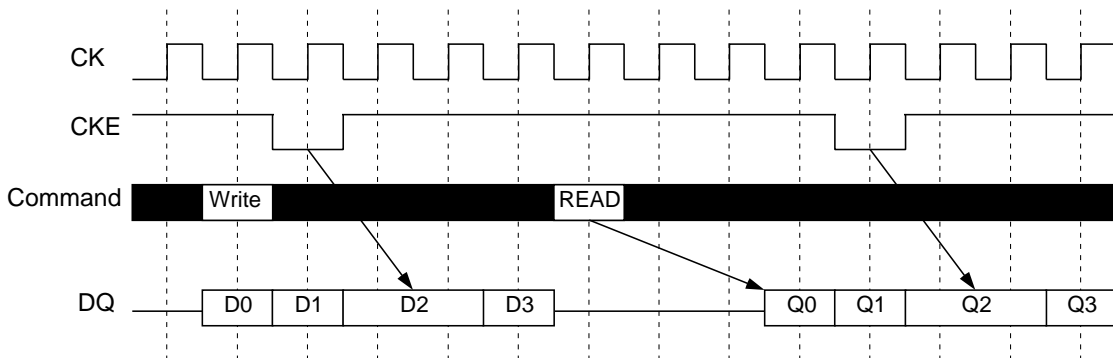 CK
CKE
Command Write READ
DQ D0 D1 D2 D3 Q0 Q1 Q2 Q3